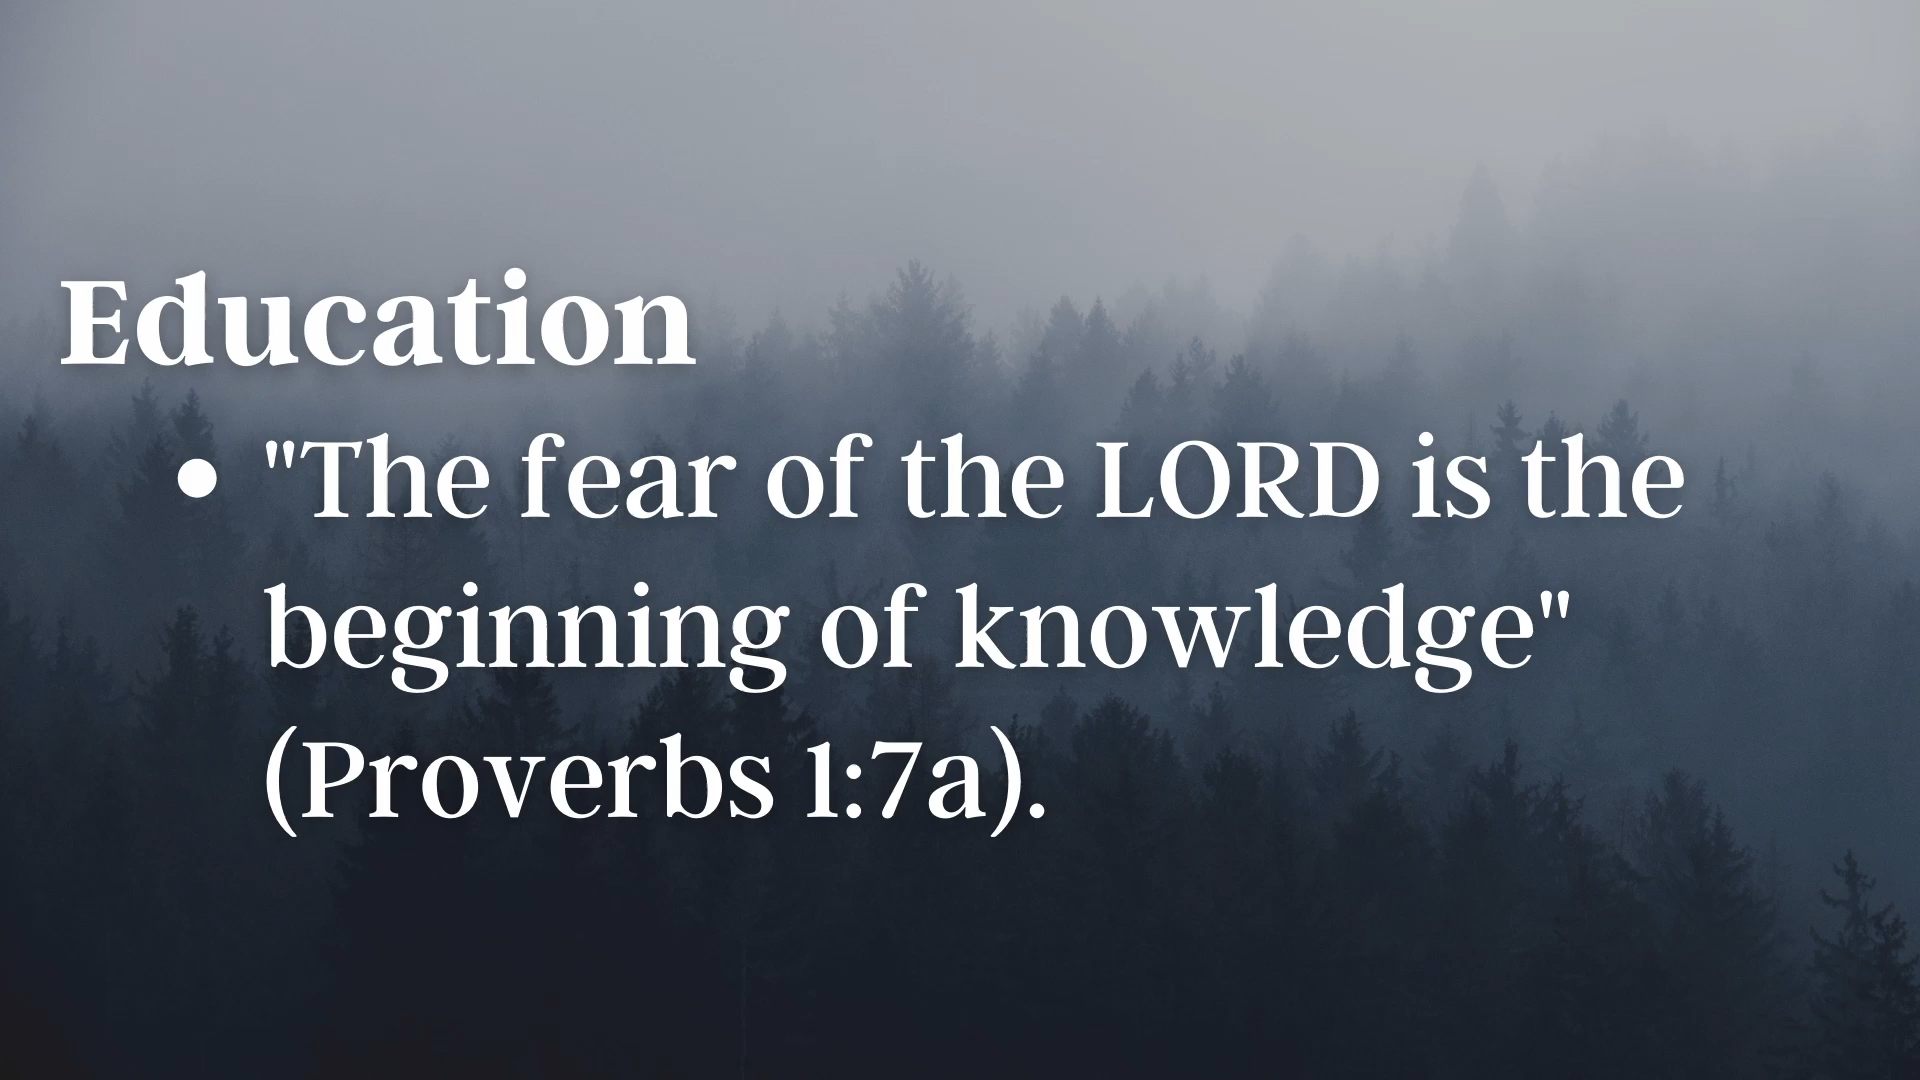 Education
• "The fear of the LORD is the
beginning of knowledge"
(Proverbs 1:7a).